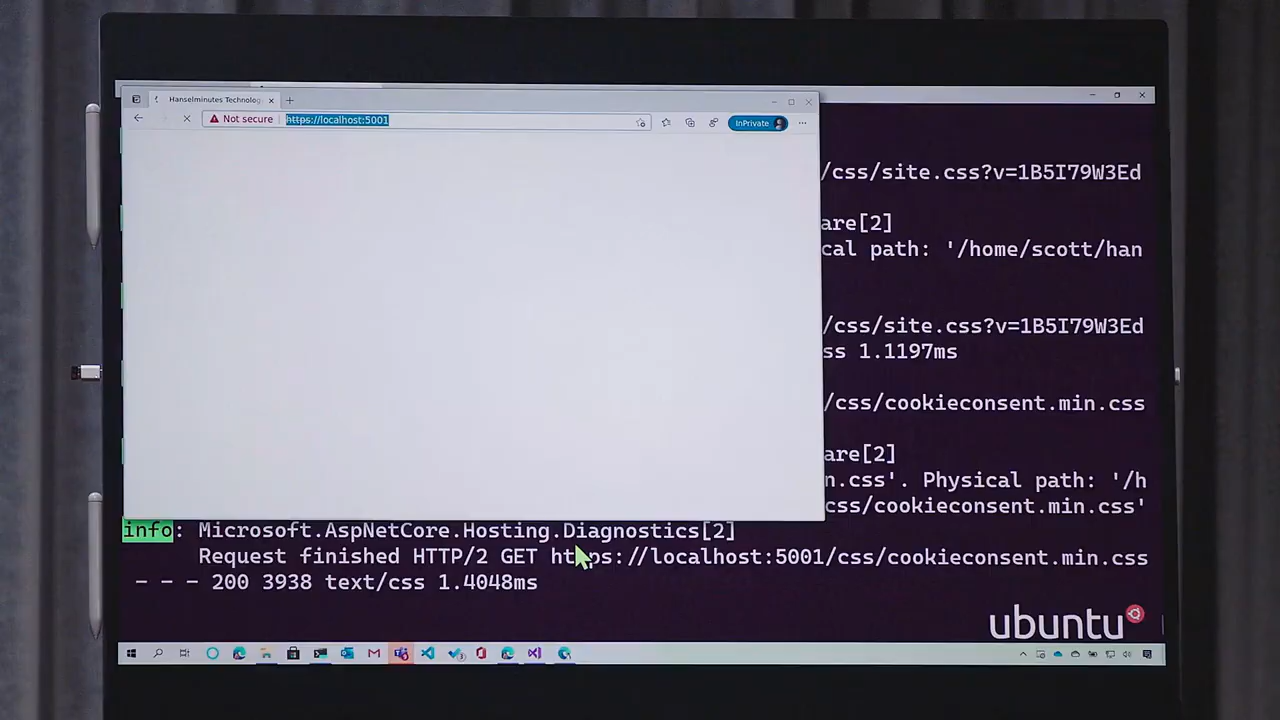 Hanselminutes Technolog
Not secure
https://localhost:5001
InPrivate
/css/site.css?v=1B5I79W3Ed
are[2]
cal path: '/home/scott/han
/css/site.css?v=1B5I79W3Ed
ss 1.1197ms
/css/cookieconsent.min.css
are[2]
n.css'. Physical path: '/h
css/cookieconsent.min.css'
info: Microsoft.AspNetCore.Hosting.Diagnostics[2]
Request finished HTTP/2 GET https://localhost:5001/css/cookieconsent.min.css
- - - 200 3938 text/css 1.4048ms
ubuntu